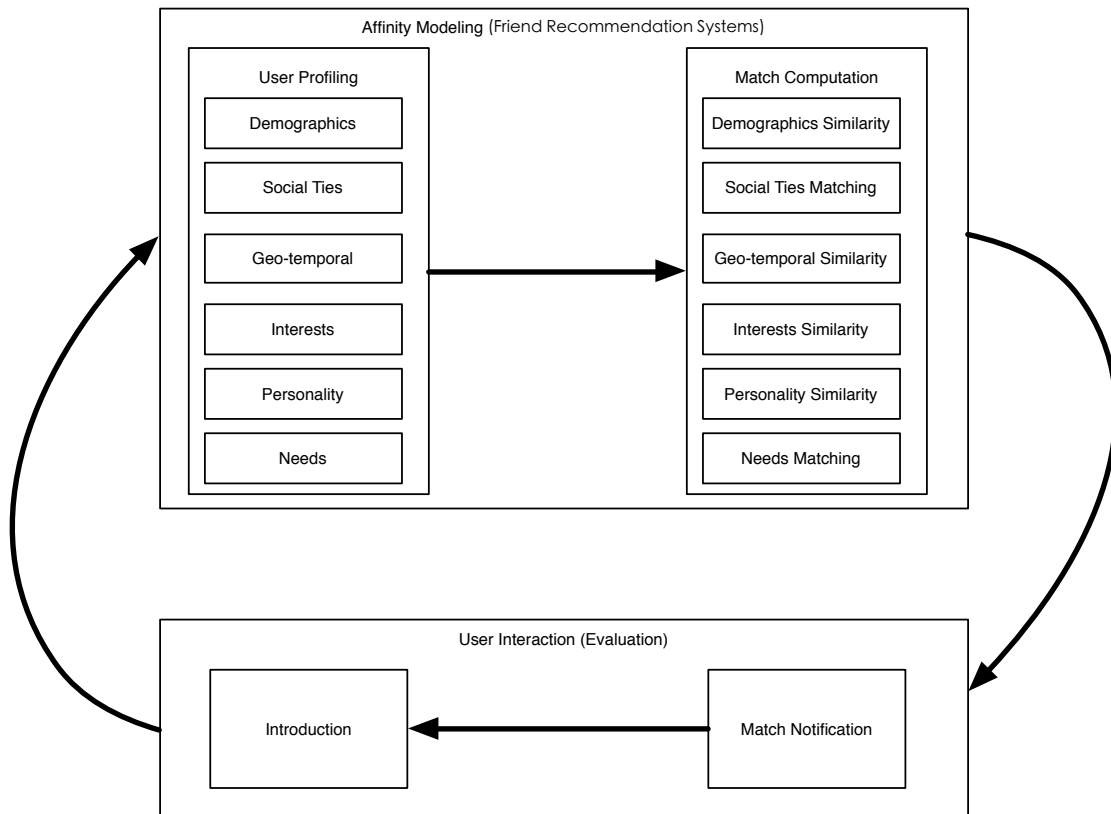 Affinity Modeling (Friend Recommendation Systems)
User Profiling
Demographics
Social Ties
Geo-temporal
Interests
Personality
Needs
Match Computation
Demographics Similarity
Social Ties Matching
Geo-temporal Similarity
Interests Similarity
Personality Similarity
Needs Matching
User Interaction (Evaluation)
Introduction
Match Notification